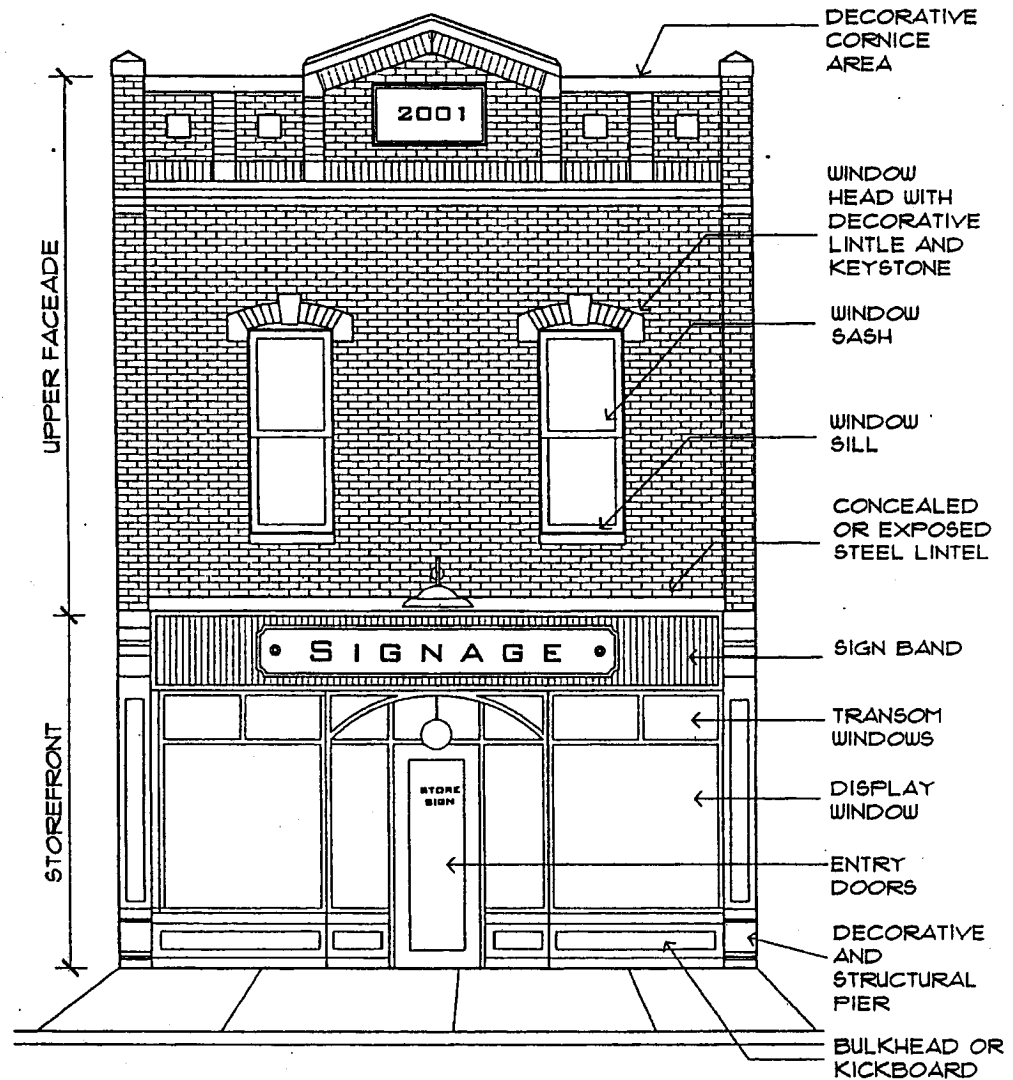 DECORATIVE
CORNICE
AREA
2001
WINDOW
HEAD WITH
DECORATIVE
LINTLE AND
KEYSTONE
UPPER FACEADE
WINDOW
SASH
WINDOW
SILL
CONCEALED
OR EXPOSED
STEEL LINTEL
SIGNAGE
SIGN BAND
TRANSOM
WINDOWS
STOREFRONT
STORE
SIGN
DISPLAY
WINDOW
ENTRY
DOORS
DECORATIVE
AND
STRUCTURAL
PIER
BULKHEAD OR
KICKBOARD